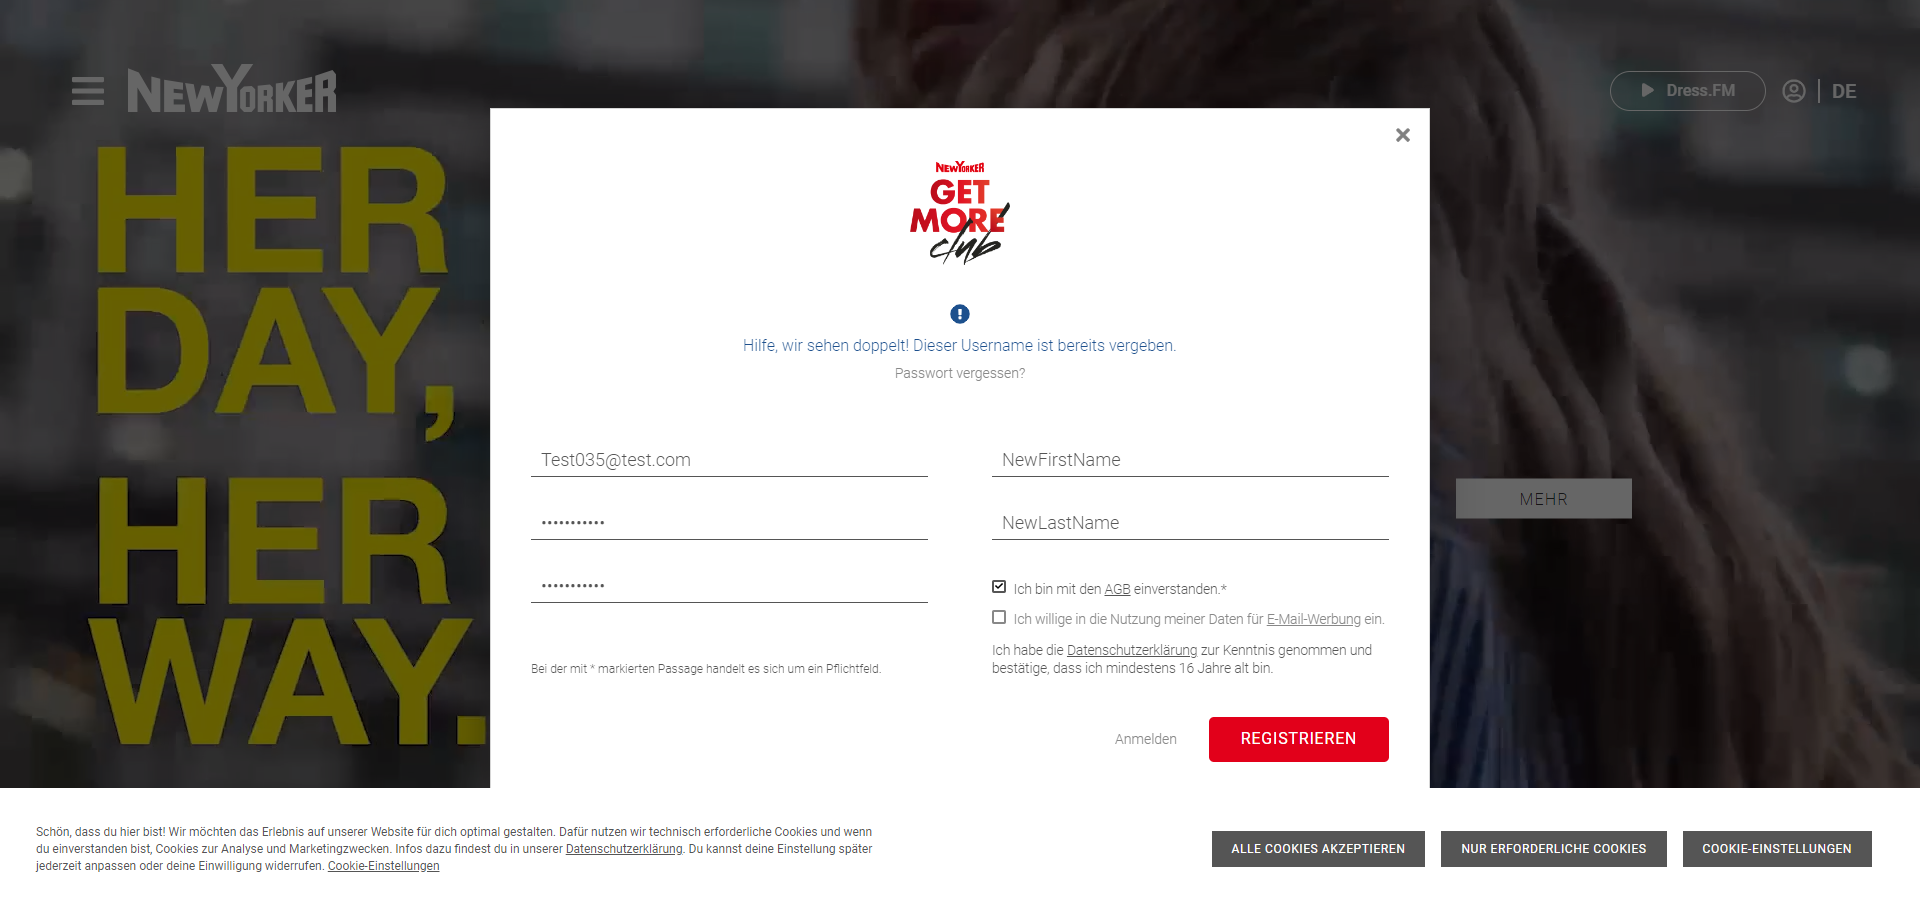 NEWYORKER
Dress.FM
DE
HER
DAY,
HER
WAY.
MEHR
NEWYORKER
GET
MORE
club
Hilfe, wir sehen doppelt! Dieser Username ist bereits vergeben.
Passwort vergessen?
Test035@test.com
NewFirstName
•••••••••••
NewLastName
•••••••••••
Ich bin mit den AGB einverstanden.*
Ich willige in die Nutzung meiner Daten für E-Mail-Werbung ein.
Ich habe die Datenschutzerklärung zur Kenntnis genommen und
bestätige, dass ich mindestens 16 Jahre alt bin.
Bei der mit * markierten Passage handelt es sich um ein Pflichtfeld.
Anmelden
REGISTRIEREN
Schön, dass du hier bist! Wir möchten das Erlebnis auf unserer Website für dich optimal gestalten. Dafür nutzen wir technisch erforderliche Cookies und wenn
du einverstanden bist, Cookies zur Analyse und Marketingzwecken. Infos dazu findest du in unserer Datenschutzerklärung. Du kannst deine Einstellung später
jederzeit anpassen oder deine Einwilligung widerrufen. Cookie-Einstellungen
ALLE COOKIES AKZEPTIEREN
NUR ERFORDERLICHE COOKIES
COOKIE-EINSTELLUNGEN